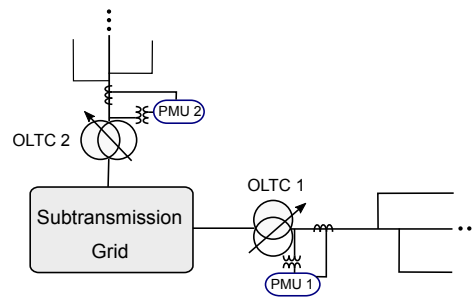 PMU 2
OLTC 2
OLTC 1
Subtransmission
Grid
PMU 1